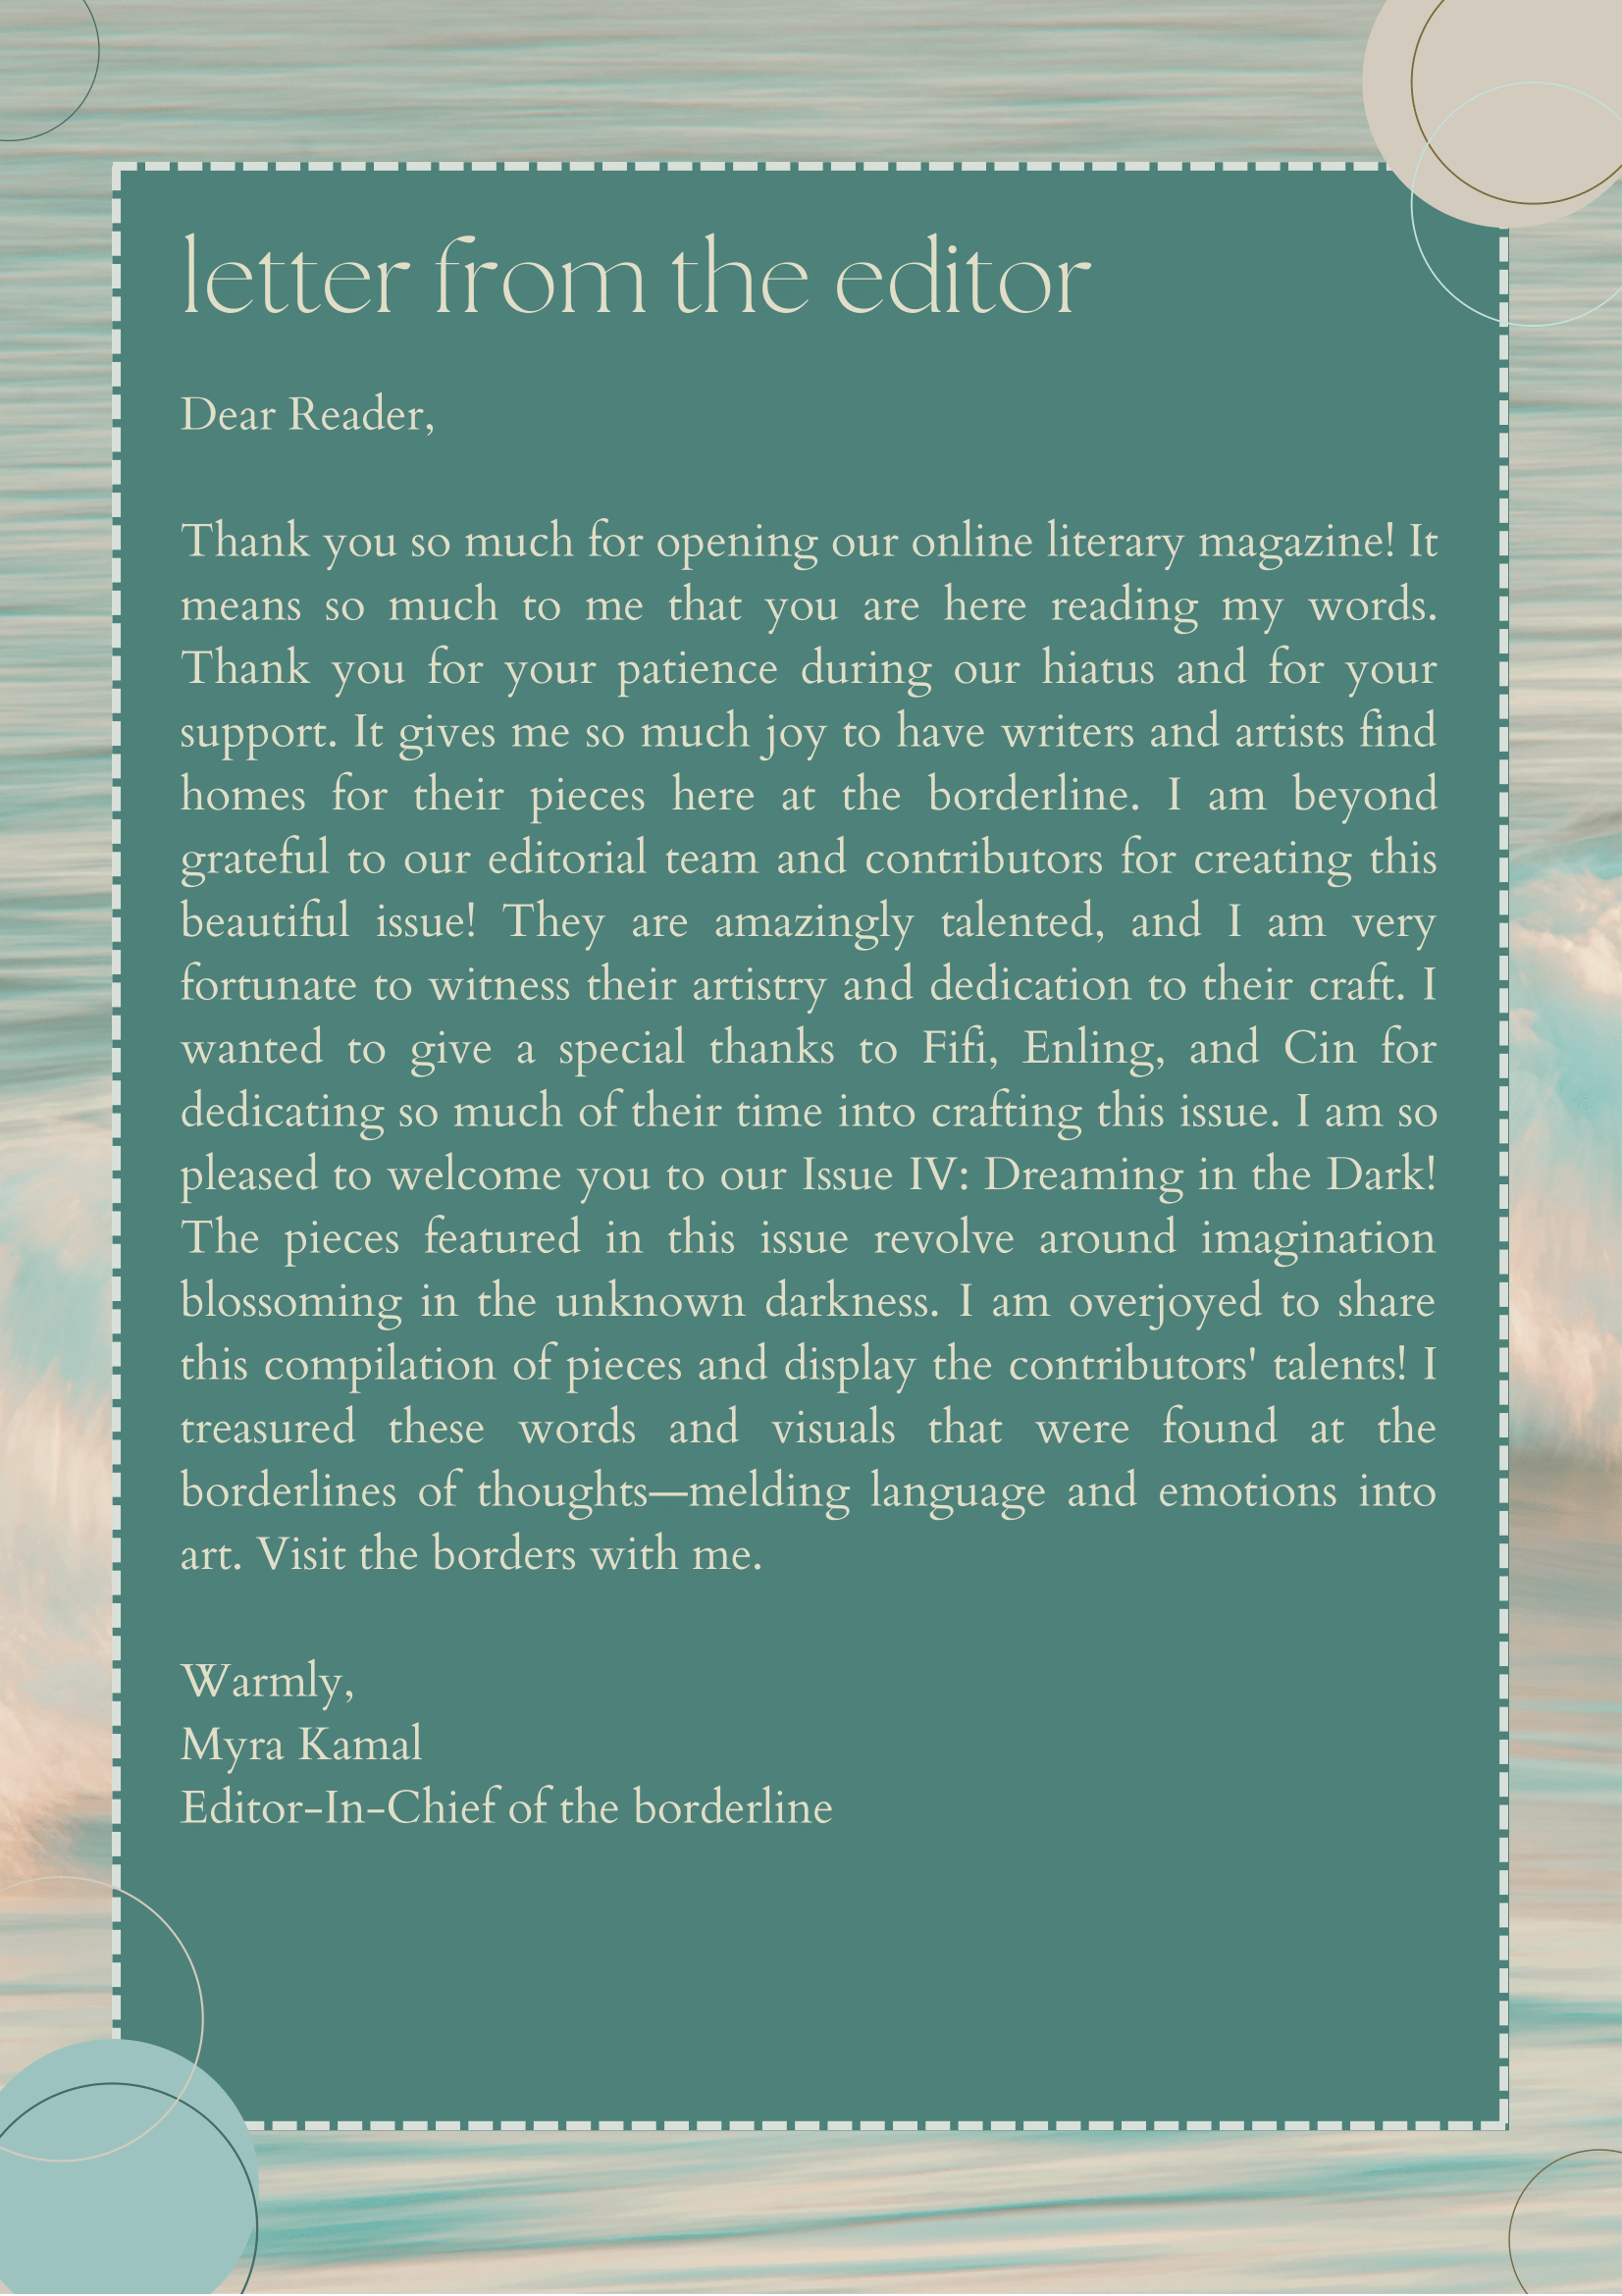 letter from the editor
Dear Reader,
Thank you so much for opening our online literary magazine! It
means so much to me that you are here reading my words.
Thank you for your patience during our hiatus and for your
support. It gives me so much joy to have writers and artists find
homes for their pieces here at the borderline. I am beyond
grateful to our editorial team and contributors for creating this
beautiful issue! They are amazingly talented, and I am very
fortunate to witness their artistry and dedication to their craft. I
wanted to give a special thanks to Fifi, Enling, and Cin for
dedicating so much of their time into crafting this issue. I am so
pleased to welcome you to our Issue IV: Dreaming in the Dark!
The pieces featured in this issue revolve around imagination
blossoming in the unknown darkness. I am overjoyed to share
this compilation of pieces and display the contributors' talents! I
treasured these words and visuals that were found at the
borderlines of thoughts—melding language and emotions into
art. Visit the borders with me.
Warmly,
Myra Kamal
Editor-In-Chief of the borderline